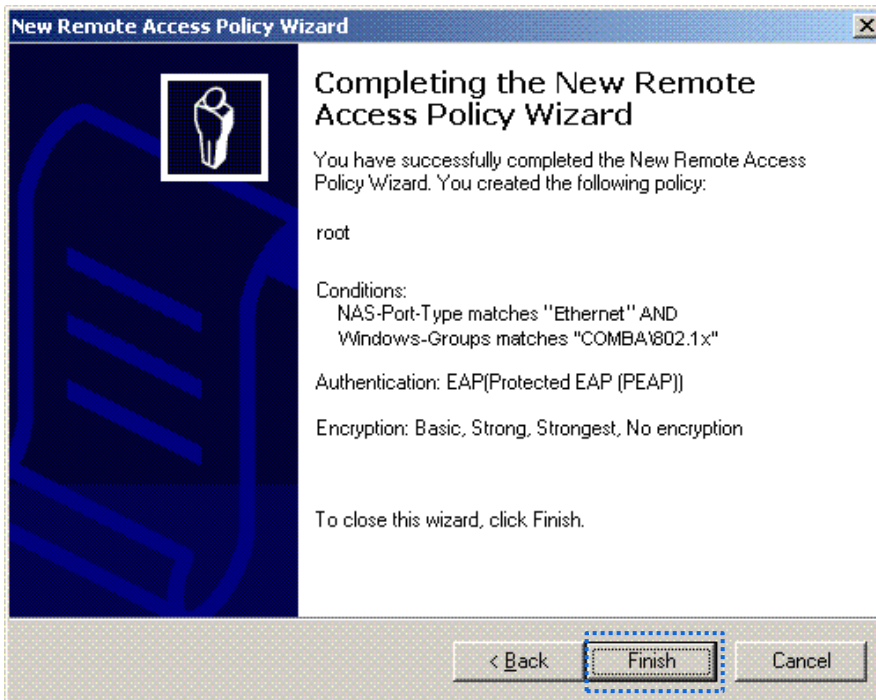 New Remote Access Policy Wizard
Completing the New Remote
Access Policy Wizard
You have successfully completed the New Remote Access
Policy Wizard. You created the following policy:
root
Conditions:
NAS-Port-Type matches "Ethernet" AND
Windows-Groups matches "COMBA\802.1x"
Authentication: EAP(Protected EAP (PEAP))
Encryption: Basic, Strong, Strongest, No encryption
To close this wizard, click Finish.
< Back
Finish
Cancel